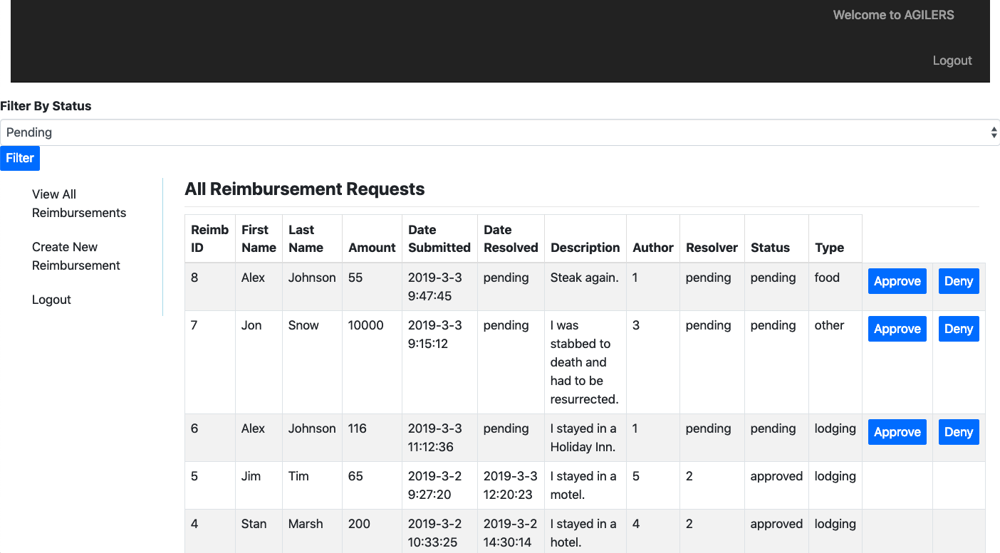 Welcome to AGILERS
Logout
Filter By Status
Pending
Filter
View All
Reimbursements
Create New
Reimbursement
Logout
All Reimbursement Requests
Reimb ID First Name Last Name Amount Date Submitted Date Resolved Description Author Resolver Status Type
8 Alex Johnson 55 2019-3-3 9:47:45 pending Steak again. 1 pending pending food Approve Deny
7 Jon Snow 10000 2019-3-3 9:15:12 pending I was stabbed to death and had to be resurrected. 3 pending pending other Approve Deny
6 Alex Johnson 116 2019-3-3 11:12:36 pending I stayed in a Holiday Inn. 1 pending pending lodging Approve Deny
5 Jim Tim 65 2019-3-2 9:27:20 2019-3-3 12:20:23 I stayed in a motel. 5 2 approved lodging
4 Stan Marsh 200 2019-3-2 10:33:25 2019-3-2 14:30:14 I stayed in a hotel. 4 2 approved lodging